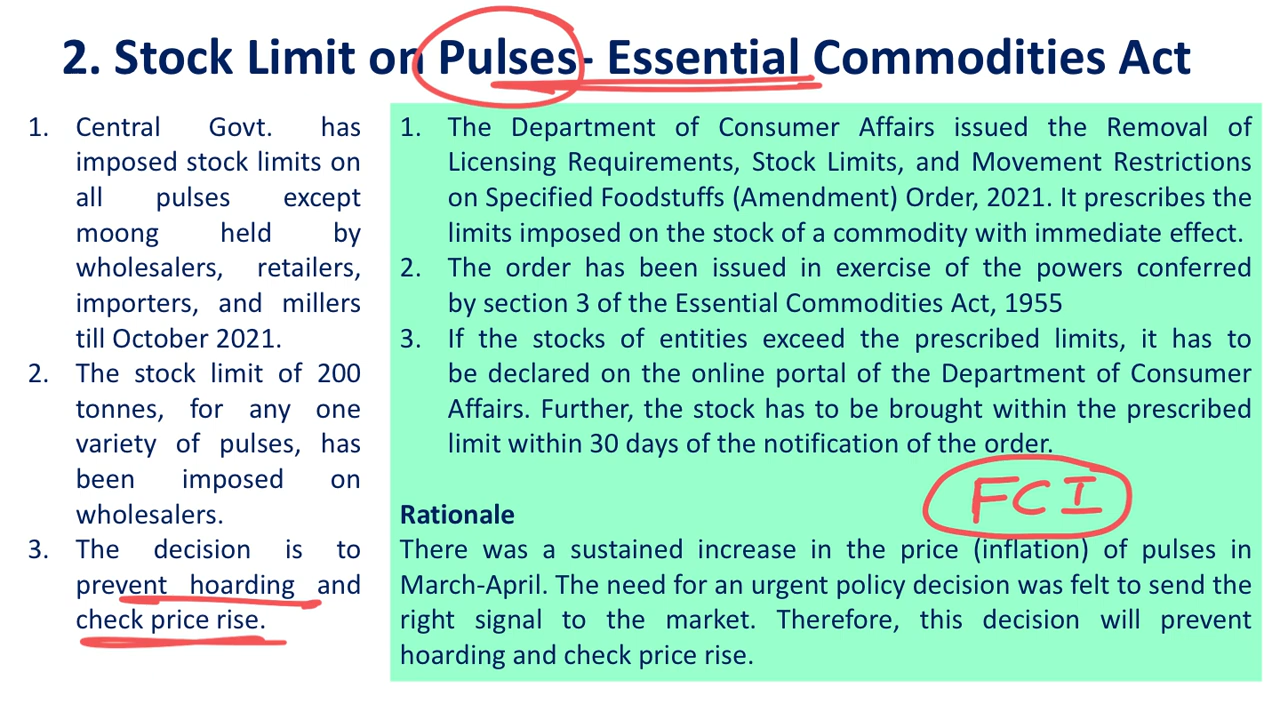 2. Stock Limit on Pulses- Essential Commodities Act
1. Central Govt. has
imposed stock limits on
all pulses except
moong held by
wholesalers, retailers,
importers, and millers
till October 2021.
2. The stock limit of 200
tonnes, for any one
variety of pulses, has
been imposed on
wholesalers.
3. The decision is to
prevent hoarding and
check price rise.
1. The Department of Consumer Affairs issued the Removal of
Licensing Requirements, Stock Limits, and Movement Restrictions
on Specified Foodstuffs (Amendment) Order, 2021. It prescribes the
limits imposed on the stock of a commodity with immediate effect.
2. The order has been issued in exercise of the powers conferred
by section 3 of the Essential Commodities Act, 1955
3. If the stocks of entities exceed the prescribed limits, it has to
be declared on the online portal of the Department of Consumer
Affairs. Further, the stock has to be brought within the prescribed
limit within 30 days of the notification of the order.
FCI
Rationale
There was a sustained increase in the price (inflation) of pulses in
March-April. The need for an urgent policy decision was felt to send the
right signal to the market. Therefore, this decision will prevent
hoarding and check price rise.